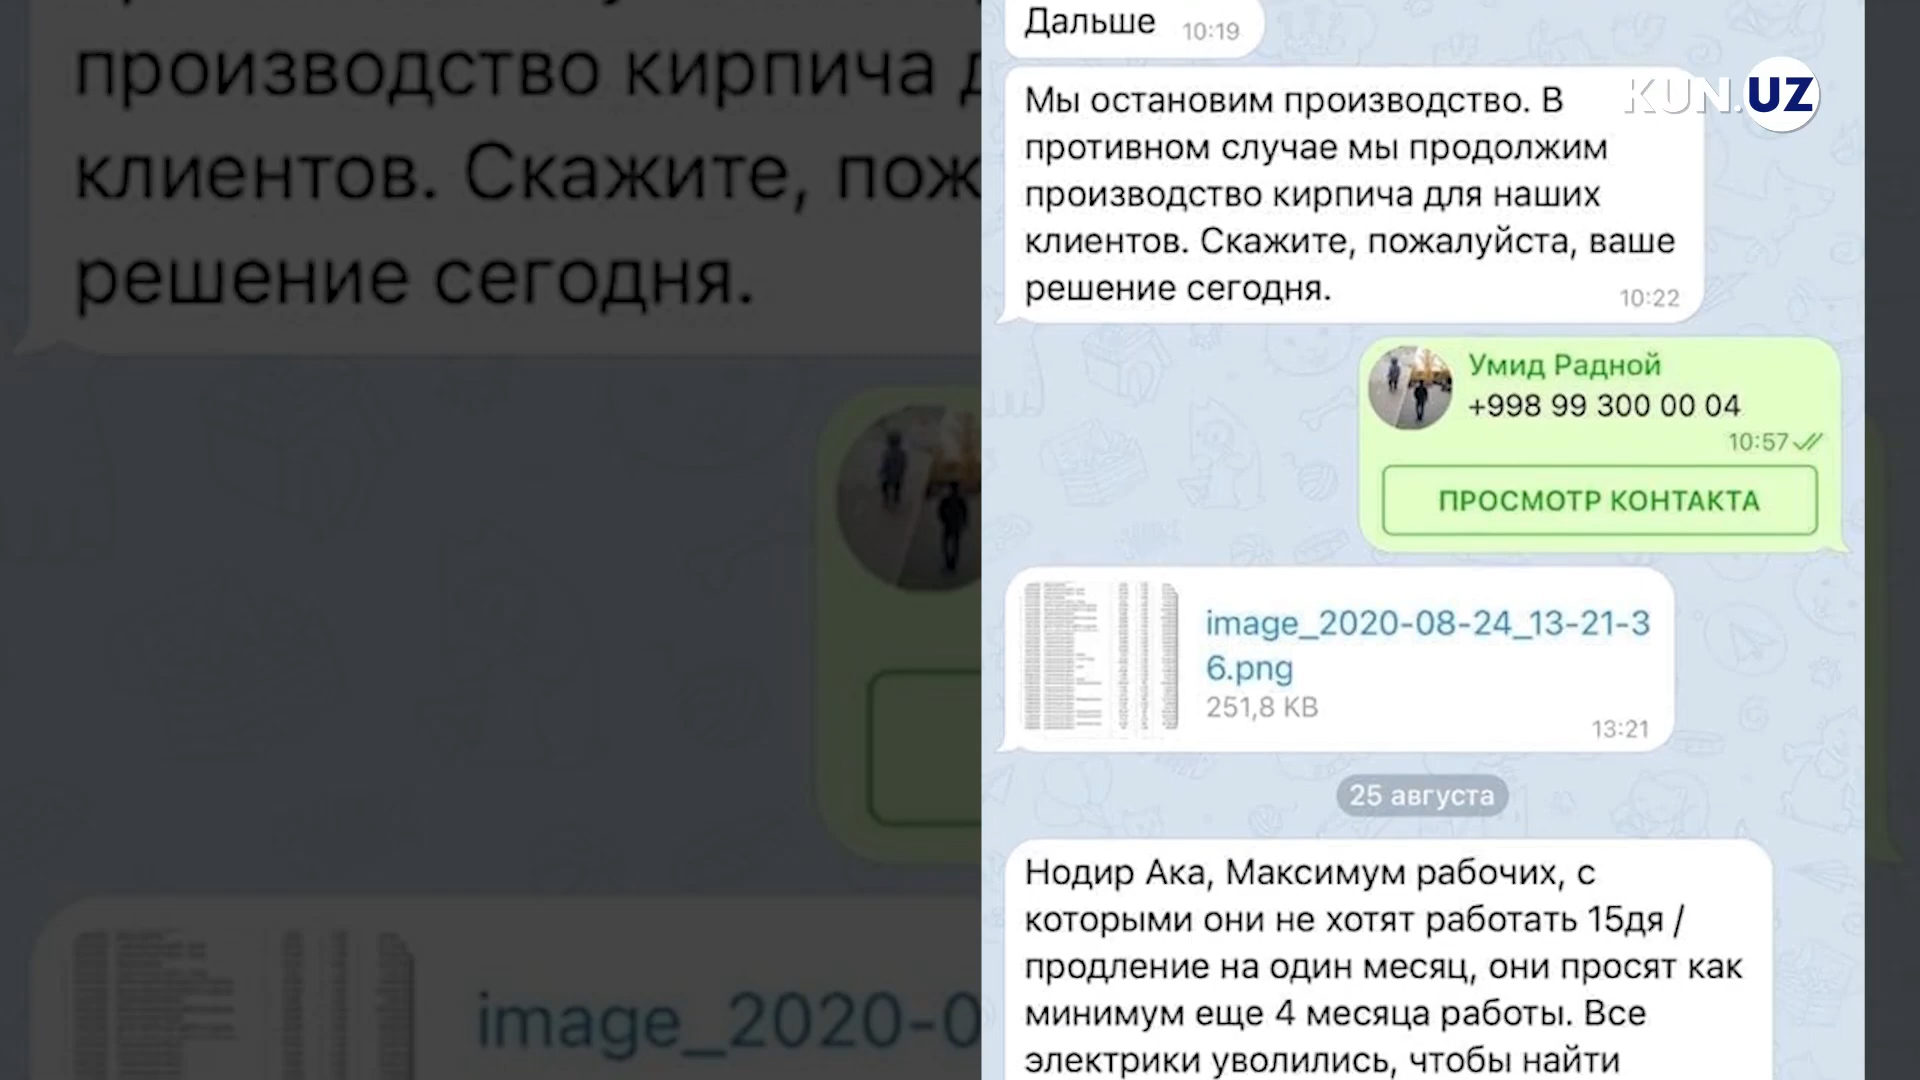 производство кирпича д
клиентов. Скажите, пож
решение сегодня.
image_2020-0
Дальше 10:19
KUN.UZ
Мы остановим производство. В
противном случае мы продолжим
производство кирпича для наших
клиентов. Скажите, пожалуйста, ваше
решение сегодня.
10:22
Умид Радной
+998 99 300 00 04
10:57
ПРОСМОТР КОНТАКТА
image_2020-08-24_13-21-3
6.png
251,8 KB
13:21
25 августа
Нодир Ака, Максимум рабочих, с
которыми они не хотят работать 15дя /
продление на один месяц, они просят как
минимум еще 4 месяца работы. Все
электрики уволились, чтобы найти